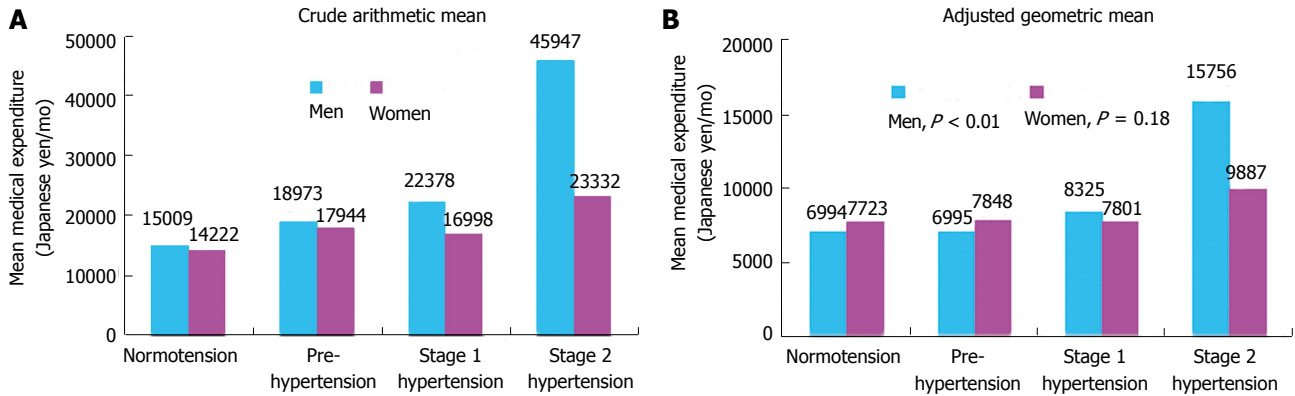 A
Crude arithmetic mean
Mean medical expenditure
(Japanese yen/mo)
50000
40000
30000
20000
10000
0
Men
Women
15009
14222
18973
17944
22378
16998
45947
23332
Normotension
Pre-
hypertension
Stage 1
hypertension
Stage 2
hypertension
B
Adjusted geometric mean
Mean medical expenditure
(Japanese yen/mo)
20000
15000
10000
5000
0
Men, P < 0.01
Women, P = 0.18
6994
7723
6995
7848
8325
7801
15756
9887
Normotension
Pre-
hypertension
Stage 1
hypertension
Stage 2
hypertension